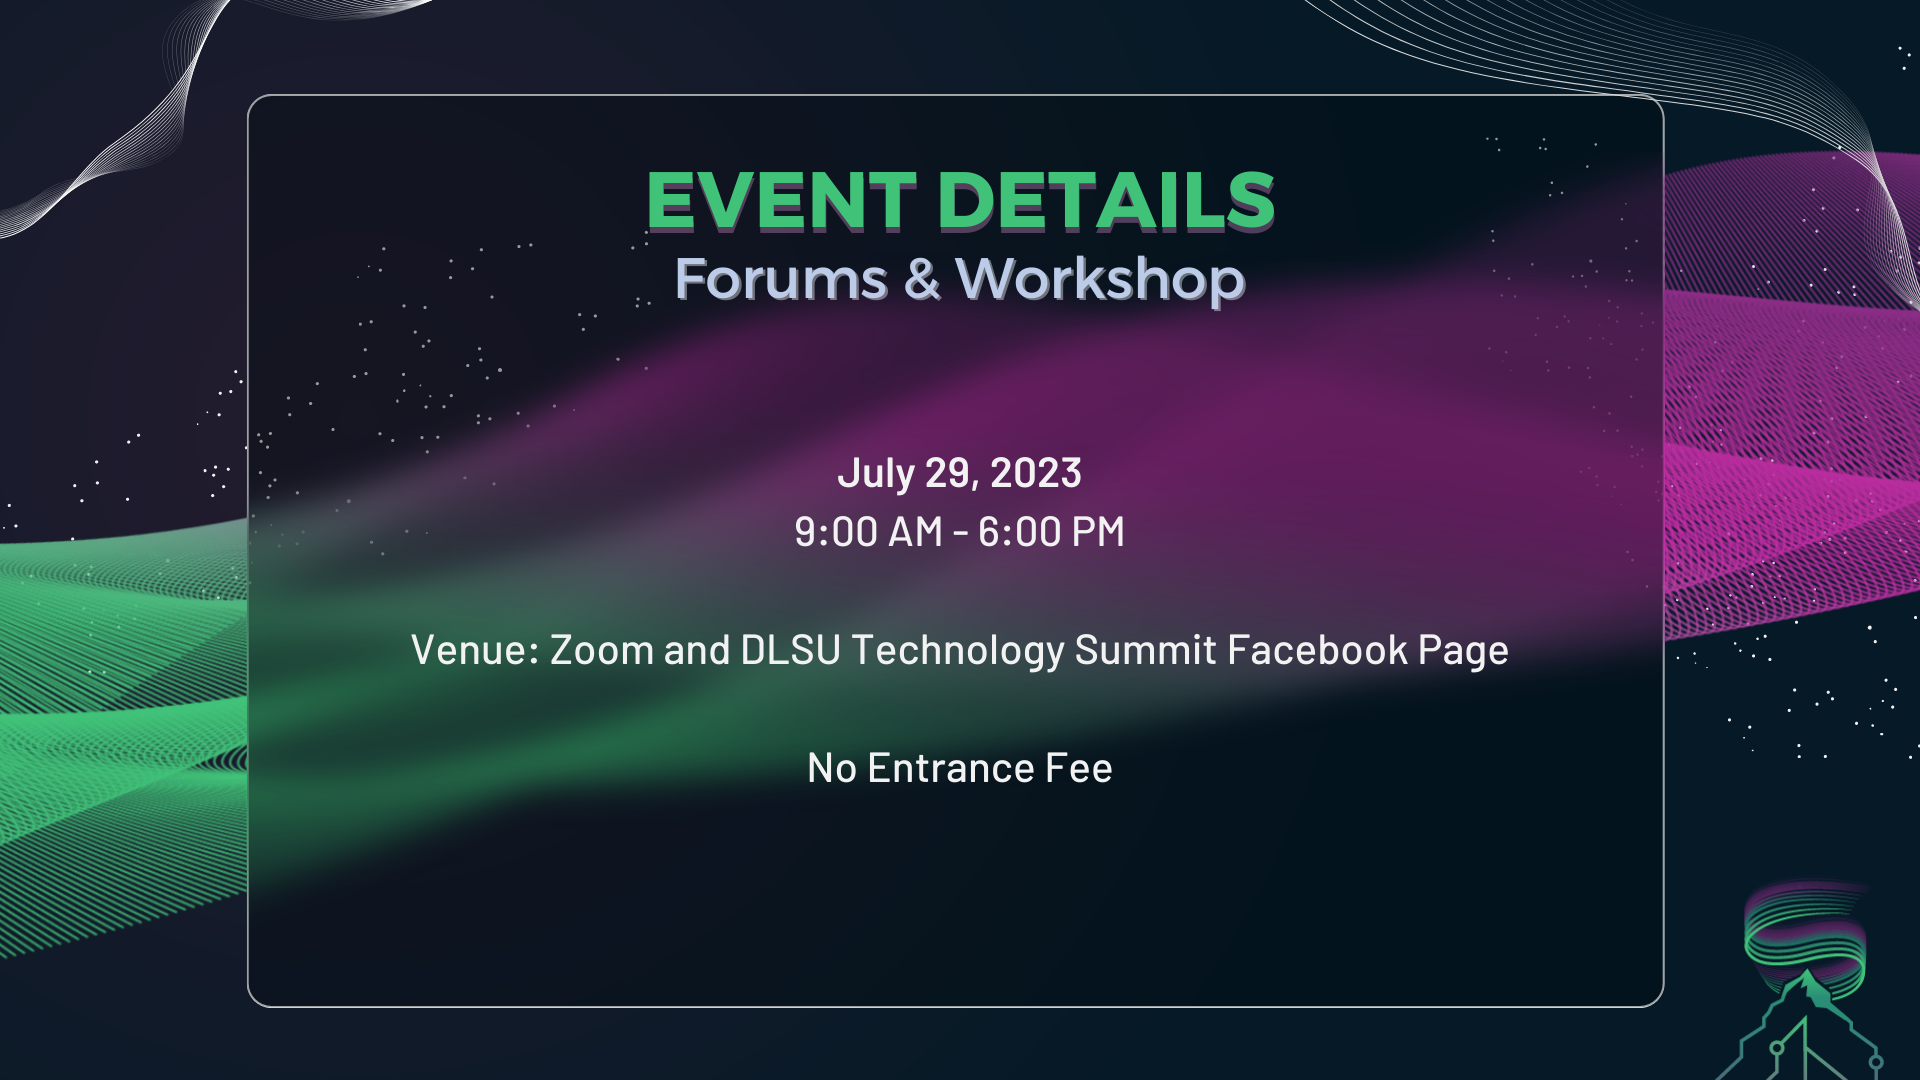 EVENT DETAILS
Forums & Workshop
July 29, 2023
9:00 AM - 6:00 PM
Venue: Zoom and DLSU Technology Summit Facebook Page
No Entrance Fee